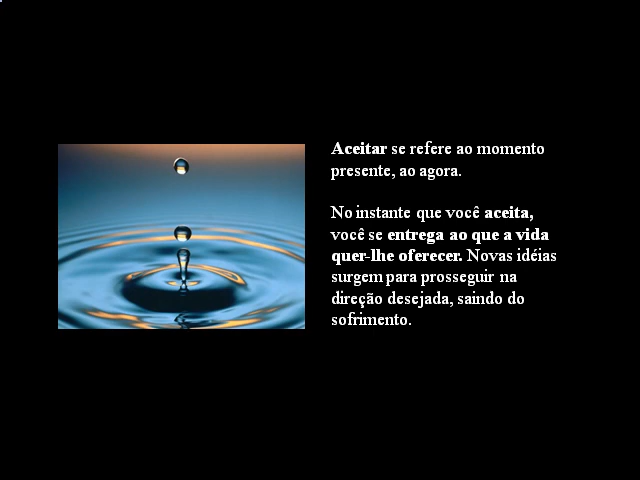 Aceitar se refere ao momento
presente, ao agora.
No instante que você aceita,
você se entrega ao que a vida
quer-lhe oferecer. Novas idéias
surgem para prosseguir na
direção desejada, saindo do
sofrimento.